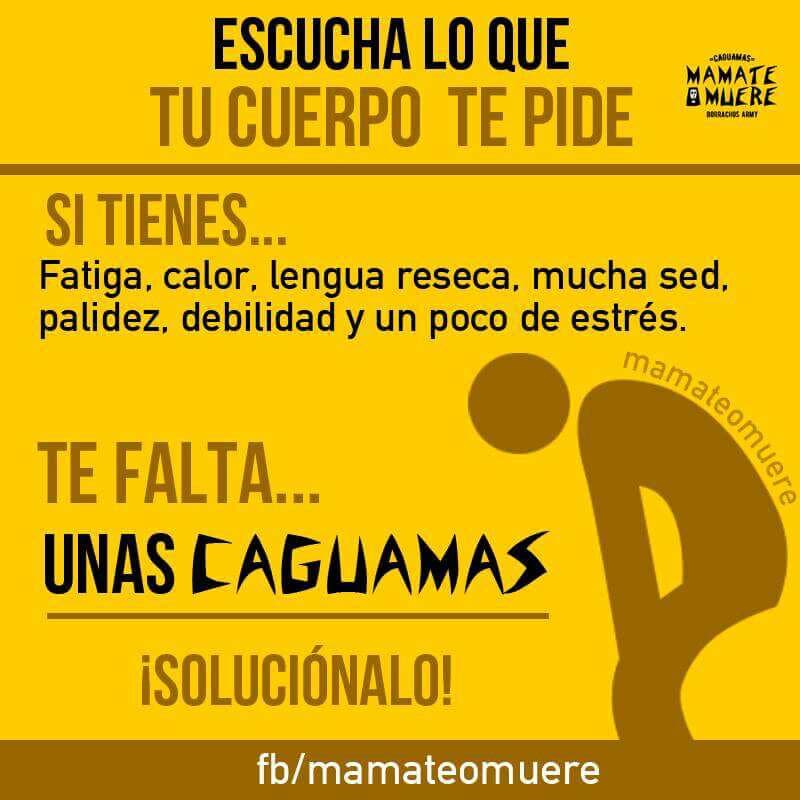 ESCUCHA LO QUE
TU CUERPO TE PIDE
-CAGUAMAS-
MAMATE
O MUERE
BORRACHOS ARMY
SI TIENES...
Fatiga, calor, lengua reseca, mucha sed,
palidez, debilidad y un poco de estrés.
mamateomuere
TE FALTA...
UNAS CAGUAMAS
¡SOLUCIÓNALO!
fb/mamateomuere